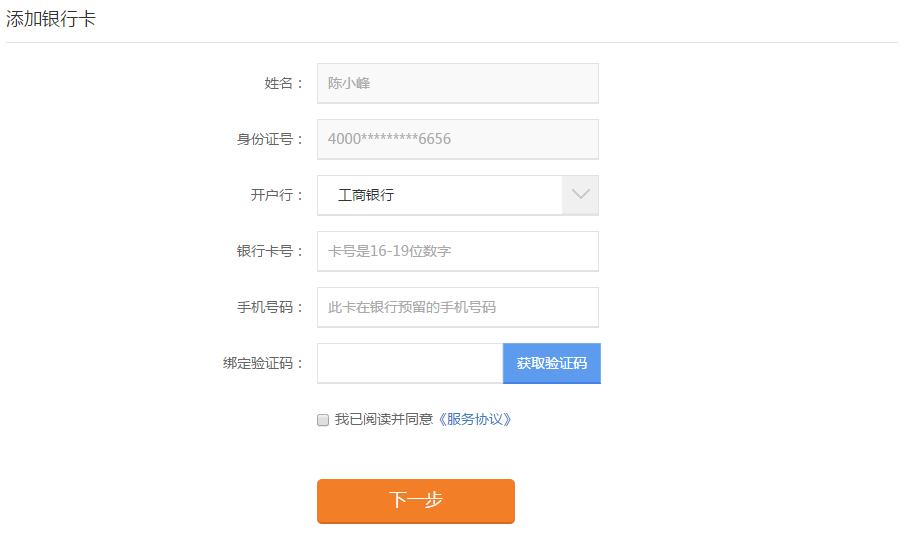 添加银行卡
姓名： 陈小峰
身份证号： 4000*********6656
开户行： 工商银行
银行卡号： 卡号是16-19位数字
手机号码： 此卡在银行预留的手机号码
绑定验证码： 获取验证码
我已阅读并同意《服务协议》
下一步